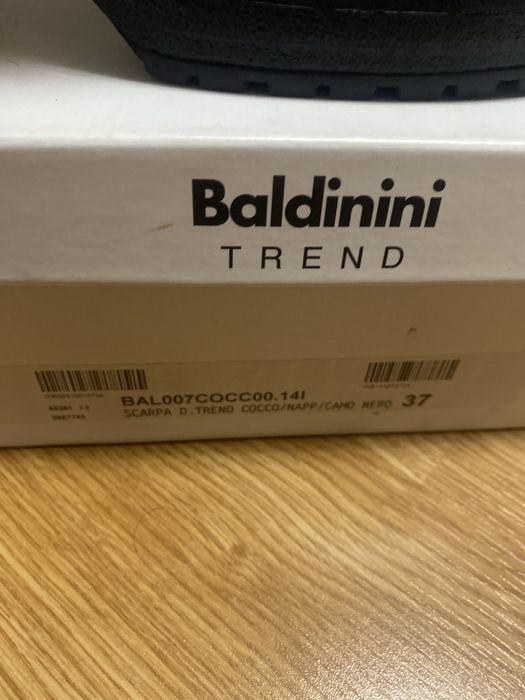 Baldinini
TREND
BAL007COCC00.14I
SCARPA D.TREND COCCO/NAPP/CAMO NERO 37